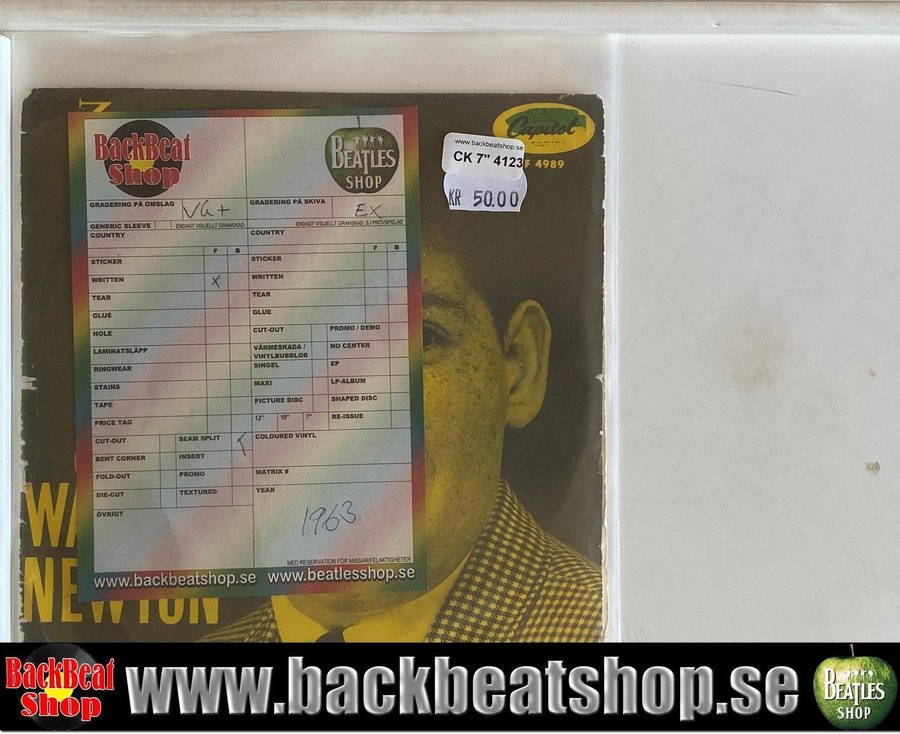 Capitol
F 4989
www.backbeatshop.se
CK 7" 4123
KR 50.00
BackBeat
Shop
BEATLES
SHOP
GRADERING PÅ OMSLAG VG+
GRADERING PÅ SKIVA EX
GENERIC SLEEVE
ENDAST VISUELLT GRANSKAD
ENDAST VISUELLT GRANSKAD, EJ PROVSPELAD
COUNTRY
COUNTRY
F B
F B
STICKER
STICKER
WRITTEN X
WRITTEN
TEAR
TEAR
GLUE
GLUE
HOLE
CUT-OUT
PROMO / DEMO
LAMINATSLÄPP
VÄRMESKADA /
VINYLBUBBLOR
NO CENTER
RINGWEAR
SINGEL
EP
STAINS
MAXI
LP-ALBUM
TAPE
PICTURE DISC
SHAPED DISC
PRICE TAG
12" 10" 7"
RE-ISSUE
CUT-OUT
SEAM SPLIT
COLOURED VINYL
BENT CORNER
INSERT
FOLD-OUT
PROMO
MATRIX #
DIE-CUT
TEXTURED
YEAR
ÖVRIGT
1963
MED RESERVATION FÖR MISSAR/FELAKTIGHETER
www.backbeatshop.se www.beatlesshop.se
WA
NEWTON
BackBeat
Shop
www.backbeatshop.se
BEATLES
SHOP